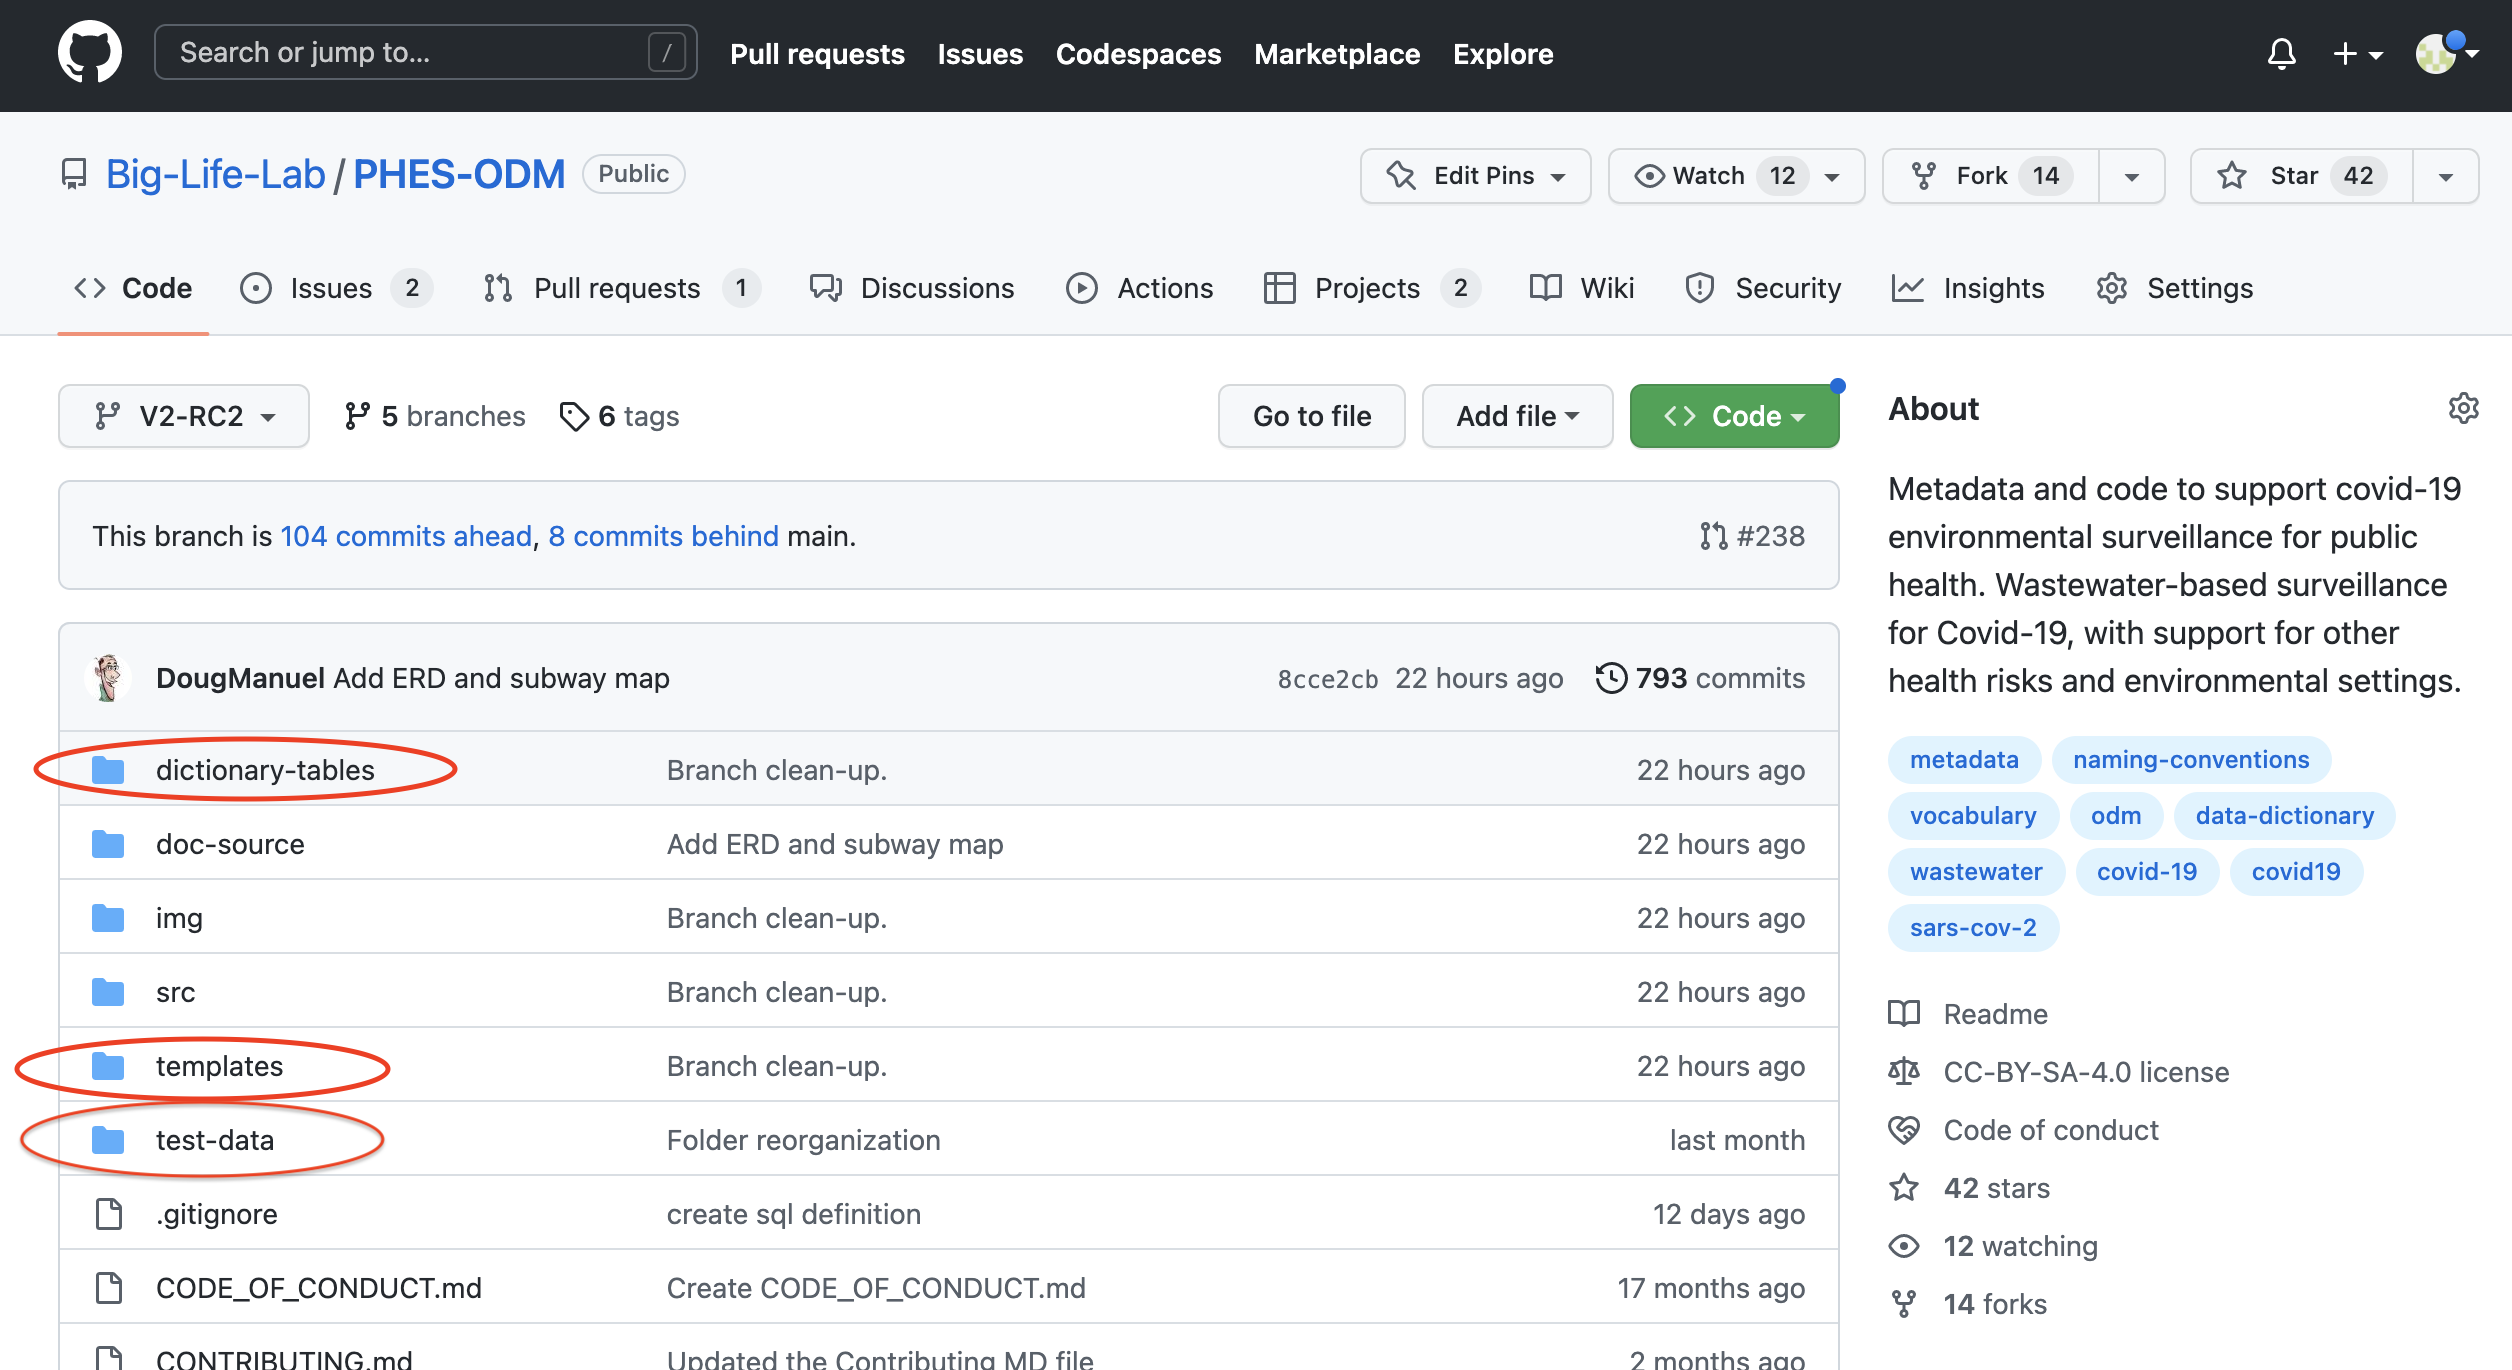 Search or jump to... /
Pull requests Issues Codespaces Marketplace Explore
Big-Life-Lab / PHES-ODM Public
Edit Pins Watch 12 Fork 14 Star 42
Code Issues 2 Pull requests 1 Discussions Actions Projects 2 Wiki Security Insights Settings
V2-RC2 5 branches 6 tags Go to file Add file Code
This branch is 104 commits ahead, 8 commits behind main. #238
DougManuel Add ERD and subway map 8cce2cb 22 hours ago 793 commits
dictionary-tables Branch clean-up. 22 hours ago
doc-source Add ERD and subway map 22 hours ago
img Branch clean-up. 22 hours ago
src Branch clean-up. 22 hours ago
templates Branch clean-up. 22 hours ago
test-data Folder reorganization last month
.gitignore create sql definition 12 days ago
CODE_OF_CONDUCT.md Create CODE_OF_CONDUCT.md 17 months ago
CONTRIBUTING.md Updated the Contributing MD file 2 months ago
About
Metadata and code to support covid-19
environmental surveillance for public
health. Wastewater-based surveillance
for Covid-19, with support for other
health risks and environmental settings.
metadata naming-conventions
vocabulary odm data-dictionary
wastewater covid-19 covid19
sars-cov-2
Readme
CC-BY-SA-4.0 license
Code of conduct
42 stars
12 watching
14 forks